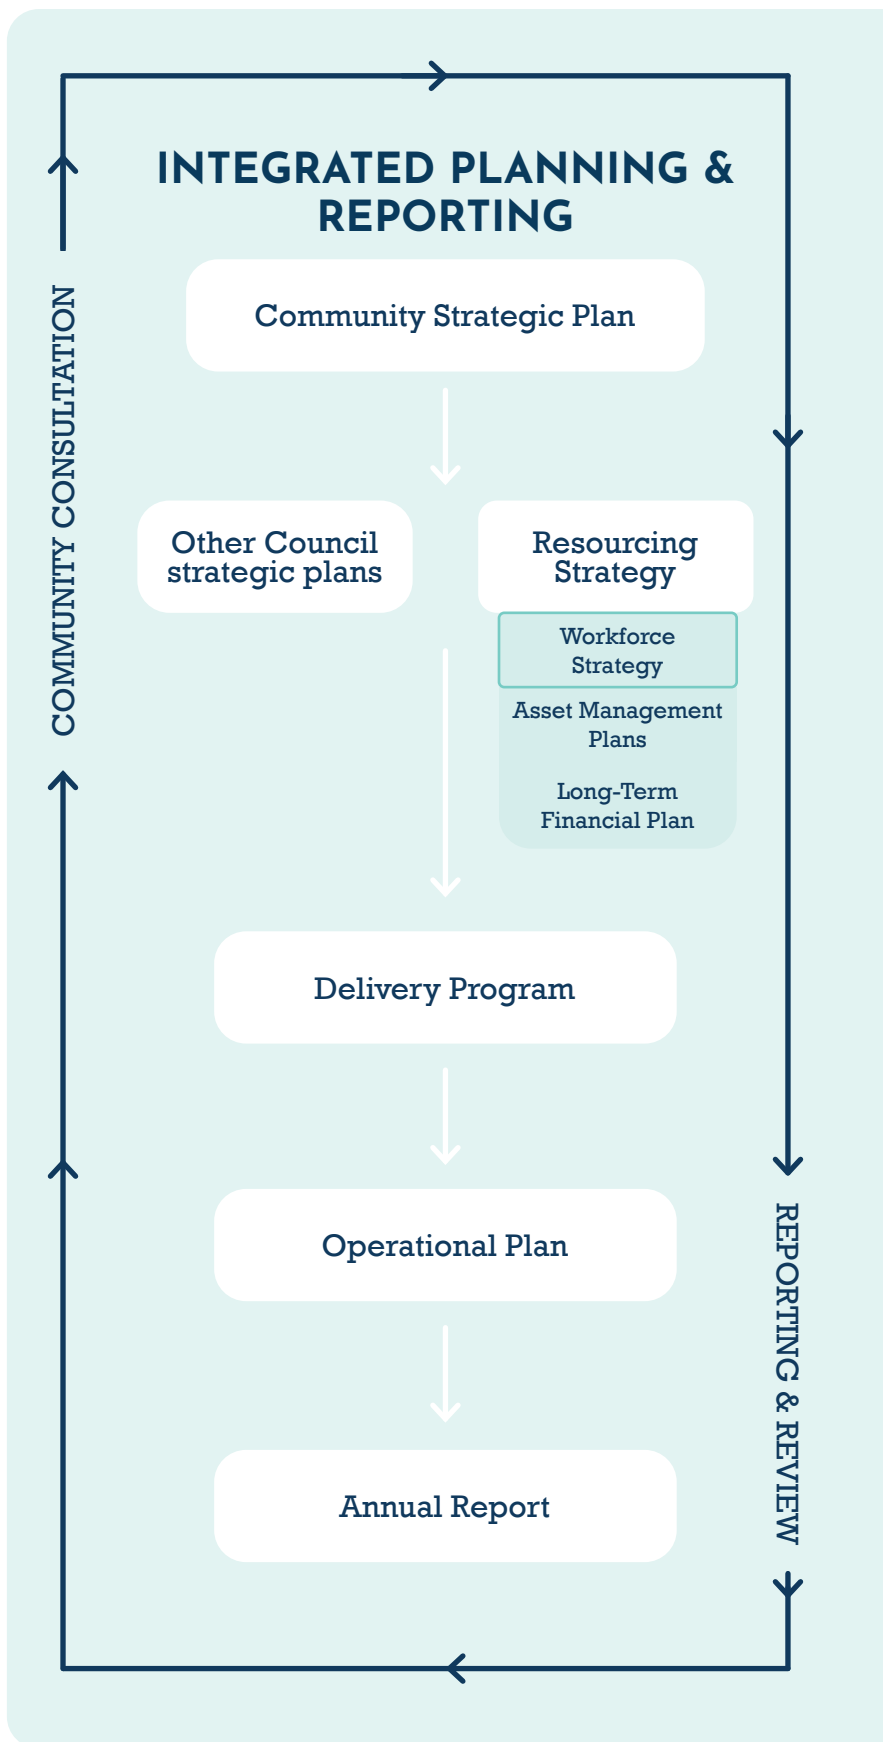 INTEGRATED PLANNING &
REPORTING
Community Strategic Plan
COMMUNITY CONSULTATION
Other Council
strategic plans
Resourcing
Strategy
Workforce
Strategy
Asset Management
Plans
Long-Term
Financial Plan
Delivery Program
Operational Plan
REPORTING & REVIEW
Annual Report